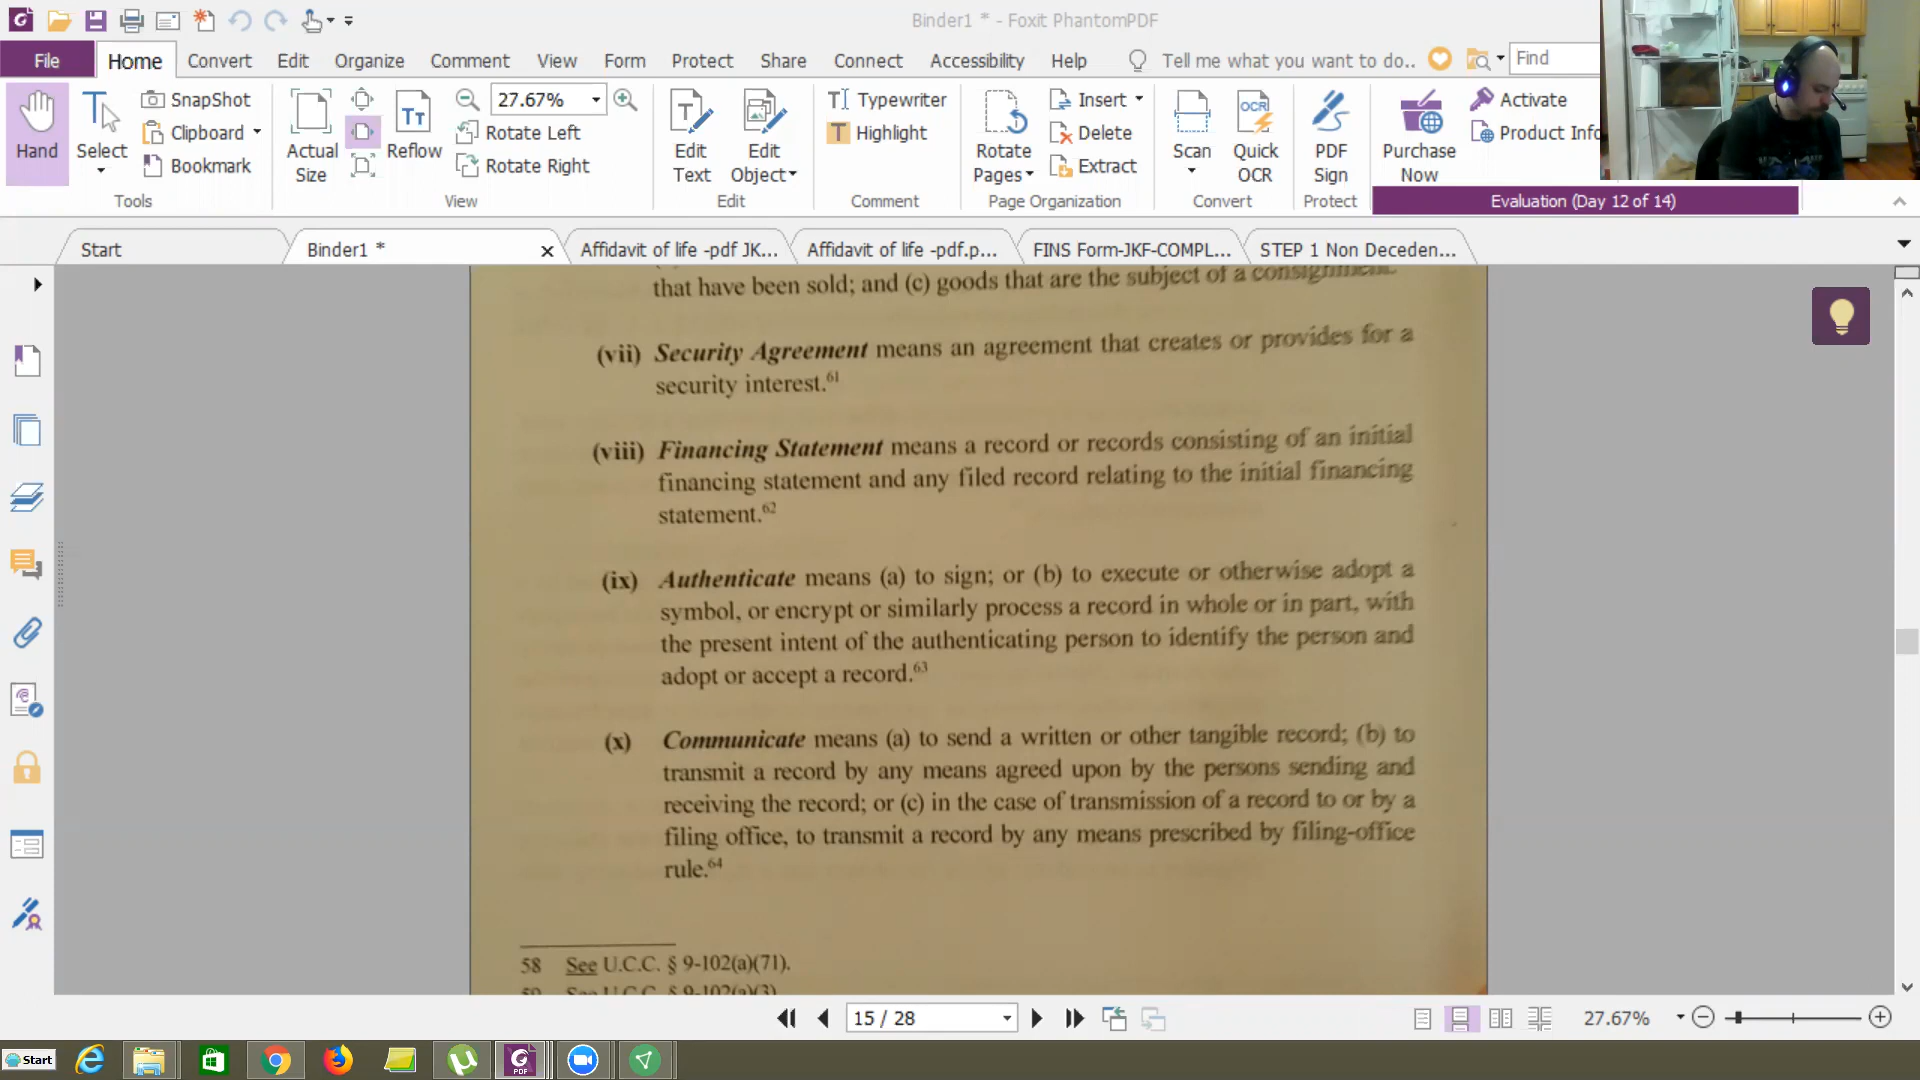 Binder1 * - Foxit PhantomPDF
File Home Convert Edit Organize Comment View Form Protect Share Connect Accessibility Help Tell me what you want to do.. Find
Hand
Select
SnapShot
Clipboard
Bookmark
Tools
Actual Size
Reflow
27.67%
Rotate Left
Rotate Right
View
Edit Text
Edit Object
Edit
Typewriter
Highlight
Comment
Rotate Pages
Insert
Delete
Extract
Page Organization
Scan
Quick OCR
Convert
PDF Sign
Protect
Purchase Now
Activate
Product Info
Evaluation (Day 12 of 14)
Start Binder1 * Affidavit of life -pdf JK... Affidavit of life -pdf.p... FINS Form-JKF-COMPL... STEP 1 Non Deceden...
that have been sold; and (c) goods that are the subject of a consignment.
(vii) Security Agreement means an agreement that creates or provides for a
security interest.61
(viii) Financing Statement means a record or records consisting of an initial
financing statement and any filed record relating to the initial financing
statement.62
(ix) Authenticate means (a) to sign; or (b) to execute or otherwise adopt a
symbol, or encrypt or similarly process a record in whole or in part, with
the present intent of the authenticating person to identify the person and
adopt or accept a record.63
(x) Communicate means (a) to send a written or other tangible record; (b) to
transmit a record by any means agreed upon by the persons sending and
receiving the record; or (c) in the case of transmission of a record to or by a
filing office, to transmit a record by any means prescribed by filing-office
rule.64
58 See U.C.C. § 9-102(a)(71).
59 See U.C.C. § 9-102(a)(3)
15 / 28
27.67%
Start